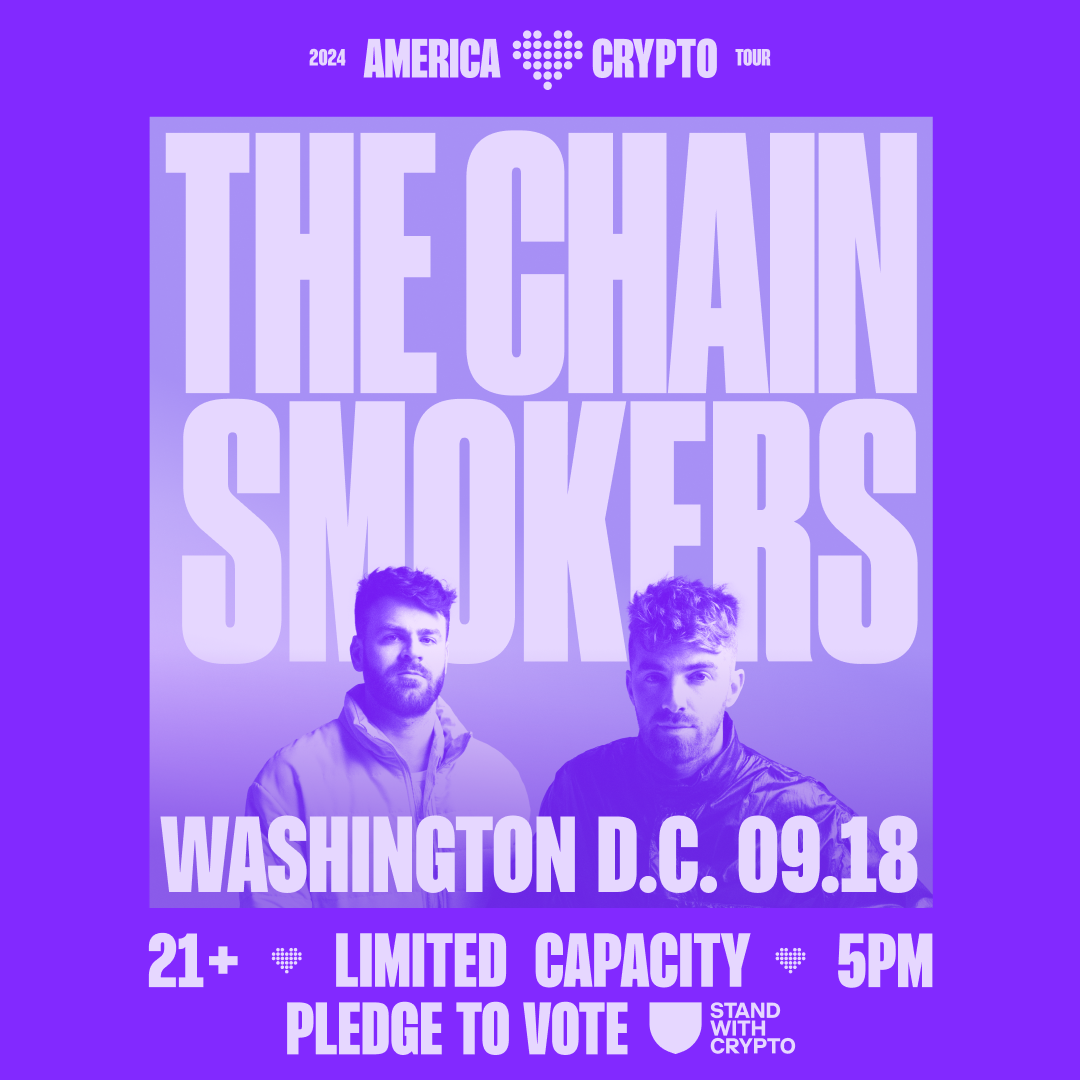 2024 AMERICA CRYPTO TOUR
THE CHAIN
SMOKERS
WASHINGTON D.C. 09.18
21+ LIMITED CAPACITY 5PM
PLEDGE TO VOTE
STAND
WITH
CRYPTO